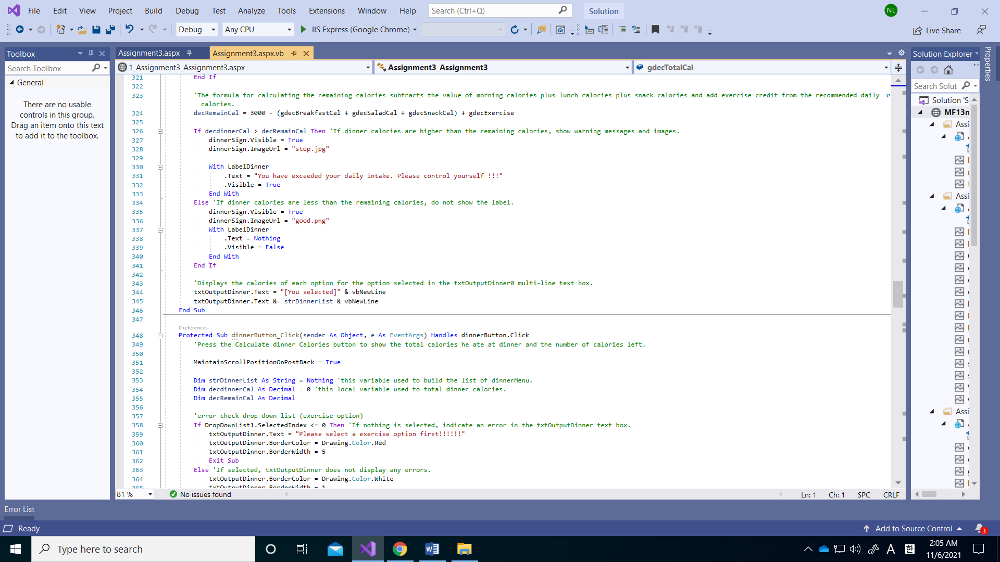 File Edit View Project Build Debug Test Analyze Tools Extensions Window Help Search (Ctrl+Q) Solution NL
Debug Any CPU IIS Express (Google Chrome) Live Share
Toolbox
Search Toolbox
General
There are no usable
controls in this group.
Drag an item onto this text
to add it to the toolbox.
Assignment3.aspx Assignment3.aspx.vb
1_Assignment3_Assignment3.aspx Assignment3_Assignment3 gdecTotalCal
321 End If
322
323 'The formula for calculating the remaining calories subtracts the value of morning calories plus lunch calories plus snack calories and add exercise credit from the recommended daily
calories.
324 decRemainCal = 3000 - (gdecBreakfastCal + gdecSaladCal + gdecSnackCal) + gdecExercise
325
326 If decdinnerCal > decRemainCal Then 'If dinner calories are higher than the remaining calories, show warning messages and images.
327 dinnerSign.Visible = True
328 dinnerSign.ImageUrl = "stop.jpg"
329
330 With LabelDinner
331 .Text = "You have exceeded your daily intake. Please control yourself !!!"
332 .Visible = True
333 End With
334 Else 'If dinner calories are less than the remaining calories, do not show the label.
335 dinnerSign.Visible = True
336 dinnerSign.ImageUrl = "good.png"
337 With LabelDinner
338 .Text = Nothing
339 .Visible = False
340 End With
341 End If
342
343 'Displays the calories of each option for the option selected in the txtOutputDinner0 multi-line text box.
344 txtOutputDinner.Text = "[You selected]" & vbNewLine
345 txtOutputDinner.Text &= strDinnerList & vbNewLine
346 End Sub
347
0 references
348 Protected Sub dinnerButton_Click(sender As Object, e As EventArgs) Handles dinnerButton.Click
349 'Press the Calculate dinner Calories button to show the total calories he ate at dinner and the number of calories left.
350
351 MaintainScrollPositionOnPostBack = True
352
353 Dim strDinnerList As String = Nothing 'this variable used to build the list of dinnerMenu.
354 Dim decdinnerCal As Decimal = 0 'this local variable used to total dinner calories.
355 Dim decRemainCal As Decimal
356
357 'error check drop down list (exercise option)
358 If DropDownList1.SelectedIndex <= 0 Then 'If nothing is selected, indicate an error in the txtOutputDinner text box.
359 txtOutputDinner.Text = "Please select a exercise option first!!!!!!"
360 txtOutputDinner.BorderColor = Drawing.Color.Red
361 txtOutputDinner.BorderWidth = 5
362 Exit Sub
363 Else 'If selected, txtOutputDinner does not display any errors.
364 txtOutputDinner.BorderColor = Drawing.Color.White
365 txtOutputDinner.BorderWidth = 1
81 % No issues found Ln: 1 Ch: 1 SPC CRLF
Solution Explorer
Search Solut
Solution 'S
MF13
Assi
Assi
Assi
Properties
Error List
Ready Add to Source Control 3
Type here to search A 한 2:05 AM
11/6/2021